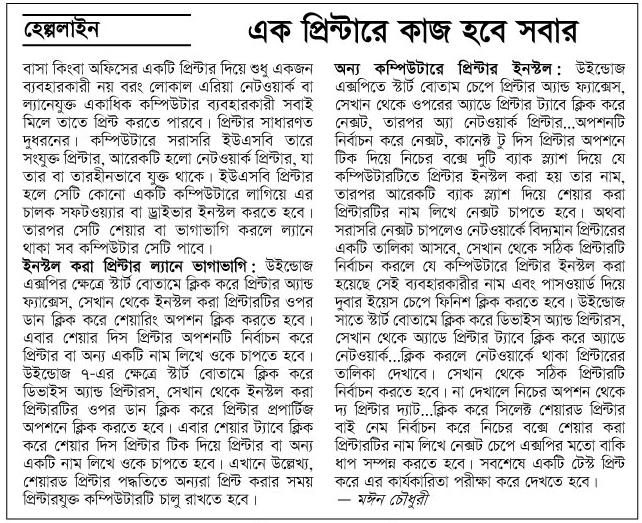 হেল্পলাইন
এক প্রিন্টারে কাজ হবে সবার
বাসা কিংবা অফিসের একটি প্রিন্টার দিয়ে শুধু একজন
ব্যবহারকারী নয় বরং লোকাল এরিয়া নেটওয়ার্ক বা
ল্যানেযুক্ত একাধিক কম্পিউটার ব্যবহারকারী সবাই
মিলে তাতে প্রিন্ট করতে পারবে। প্রিন্টার সাধারণত
দুধরনের। কম্পিউটারে সরাসরি ইউএসবি তারে
সংযুক্ত প্রিন্টার, আরেকটি হলো নেটওয়ার্ক প্রিন্টার, যা
তার বা তারহীনভাবে যুক্ত থাকে। ইউএসবি প্রিন্টার
হলে সেটি কোনো একটি কম্পিউটারে লাগিয়ে এর
চালক সফটওয়্যার বা ড্রাইভার ইনস্টল করতে হবে।
তারপর সেটি শেয়ার বা ভাগাভাগি করলে ল্যানে
থাকা সব কম্পিউটার সেটি পাবে।
ইনস্টল করা প্রিন্টার ল্যানে ভাগাভাগি : উইন্ডোজ
এক্সপির ক্ষেত্রে স্টার্ট বোতামে ক্লিক করে প্রিন্টার অ্যান্ড
ফ্যাক্সেস, সেখান থেকে ইনস্টল করা প্রিন্টারটির ওপর
ডান ক্লিক করে শেয়ারিং অপশন ক্লিক করতে হবে।
এবার শেয়ার দিস প্রিন্টার অপশনটি নির্বাচন করে
প্রিন্টার বা অন্য একটি নাম লিখে ওকে চাপতে হবে।
উইন্ডোজ ৭-এর ক্ষেত্রে স্টার্ট বোতামে ক্লিক করে
ডিভাইস অ্যান্ড প্রিন্টারস, সেখান থেকে ইনস্টল করা
প্রিন্টারটির ওপর ডান ক্লিক করে প্রিন্টার প্রপার্টিজ
অপশনে ক্লিক করতে হবে। এবার শেয়ার ট্যাবে ক্লিক
করে শেয়ার দিস প্রিন্টার টিক দিয়ে প্রিন্টার বা অন্য
একটি নাম লিখে ওকে চাপতে হবে। এখানে উল্লেখ্য,
শেয়ারড প্রিন্টার পদ্ধতিতে অন্যরা প্রিন্ট করার সময়
প্রিন্টারযুক্ত কম্পিউটারটি চালু রাখতে হবে।
অন্য কম্পিউটারে প্রিন্টার ইনস্টল : উইন্ডোজ
এক্সপিতে স্টার্ট বোতাম চেপে প্রিন্টার অ্যান্ড ফ্যাক্সেস,
সেখান থেকে ওপরের অ্যাডে প্রিন্টার ট্যাবে ক্লিক করে
নেক্সট, তারপর অ্যা নেটওয়ার্ক প্রিন্টার...অপশনটি
নির্বাচন করে নেক্সট, কানেক্ট টু দিস প্রিন্টার অপশনে
টিক দিয়ে নিচের বক্সে দুটি ব্যাক স্ল্যাশ দিয়ে যে
কম্পিউটারটিতে প্রিন্টার ইনস্টল করা হয় তার নাম,
তারপর আরেকটি ব্যাক স্ল্যাশ দিয়ে শেয়ার করা
প্রিন্টারটির নাম লিখে নেক্সট চাপতে হবে। অথবা
সরাসরি নেক্সট চাপলেও নেটওয়ার্কে বিদ্যমান প্রিন্টারের
একটি তালিকা আসবে, সেখান থেকে সঠিক প্রিন্টারটি
নির্বাচন করলে যে কম্পিউটারে প্রিন্টার ইনস্টল করা
হয়েছে সেই ব্যবহারকারীর নাম এবং পাসওয়ার্ড দিয়ে
দুবার ইয়েস চেপে ফিনিশ ক্লিক করতে হবে। উইন্ডোজ
সাতে স্টার্ট বোতাম ক্লিক করে ডিভাইস অ্যান্ড প্রিন্টারস,
সেখান থেকে অ্যাডে প্রিন্টার ট্যাবে ক্লিক করে অ্যাডে
নেটওয়ার্ক...ক্লিক করলে নেটওয়ার্কে থাকা প্রিন্টারের
তালিকা দেখাবে। সেখান থেকে সঠিক প্রিন্টারটি
নির্বাচন করতে হবে। না দেখালে নিচের অপশন থেকে
দ্য প্রিন্টার দ্যাট...ক্লিক করে সিলেক্ট শেয়ারড প্রিন্টার
বাই নেম নির্বাচন করে নিচের বক্সে শেয়ার করা
প্রিন্টারটির নাম লিখে নেক্সট চেপে এক্সপির মতো বাকি
ধাপ সম্পন্ন করতে হবে। সবশেষে একটি টেস্ট প্রিন্ট
করে এর কার্যকারিতা পরীক্ষা করে দেখতে হবে।
— মঈন চৌধুরী